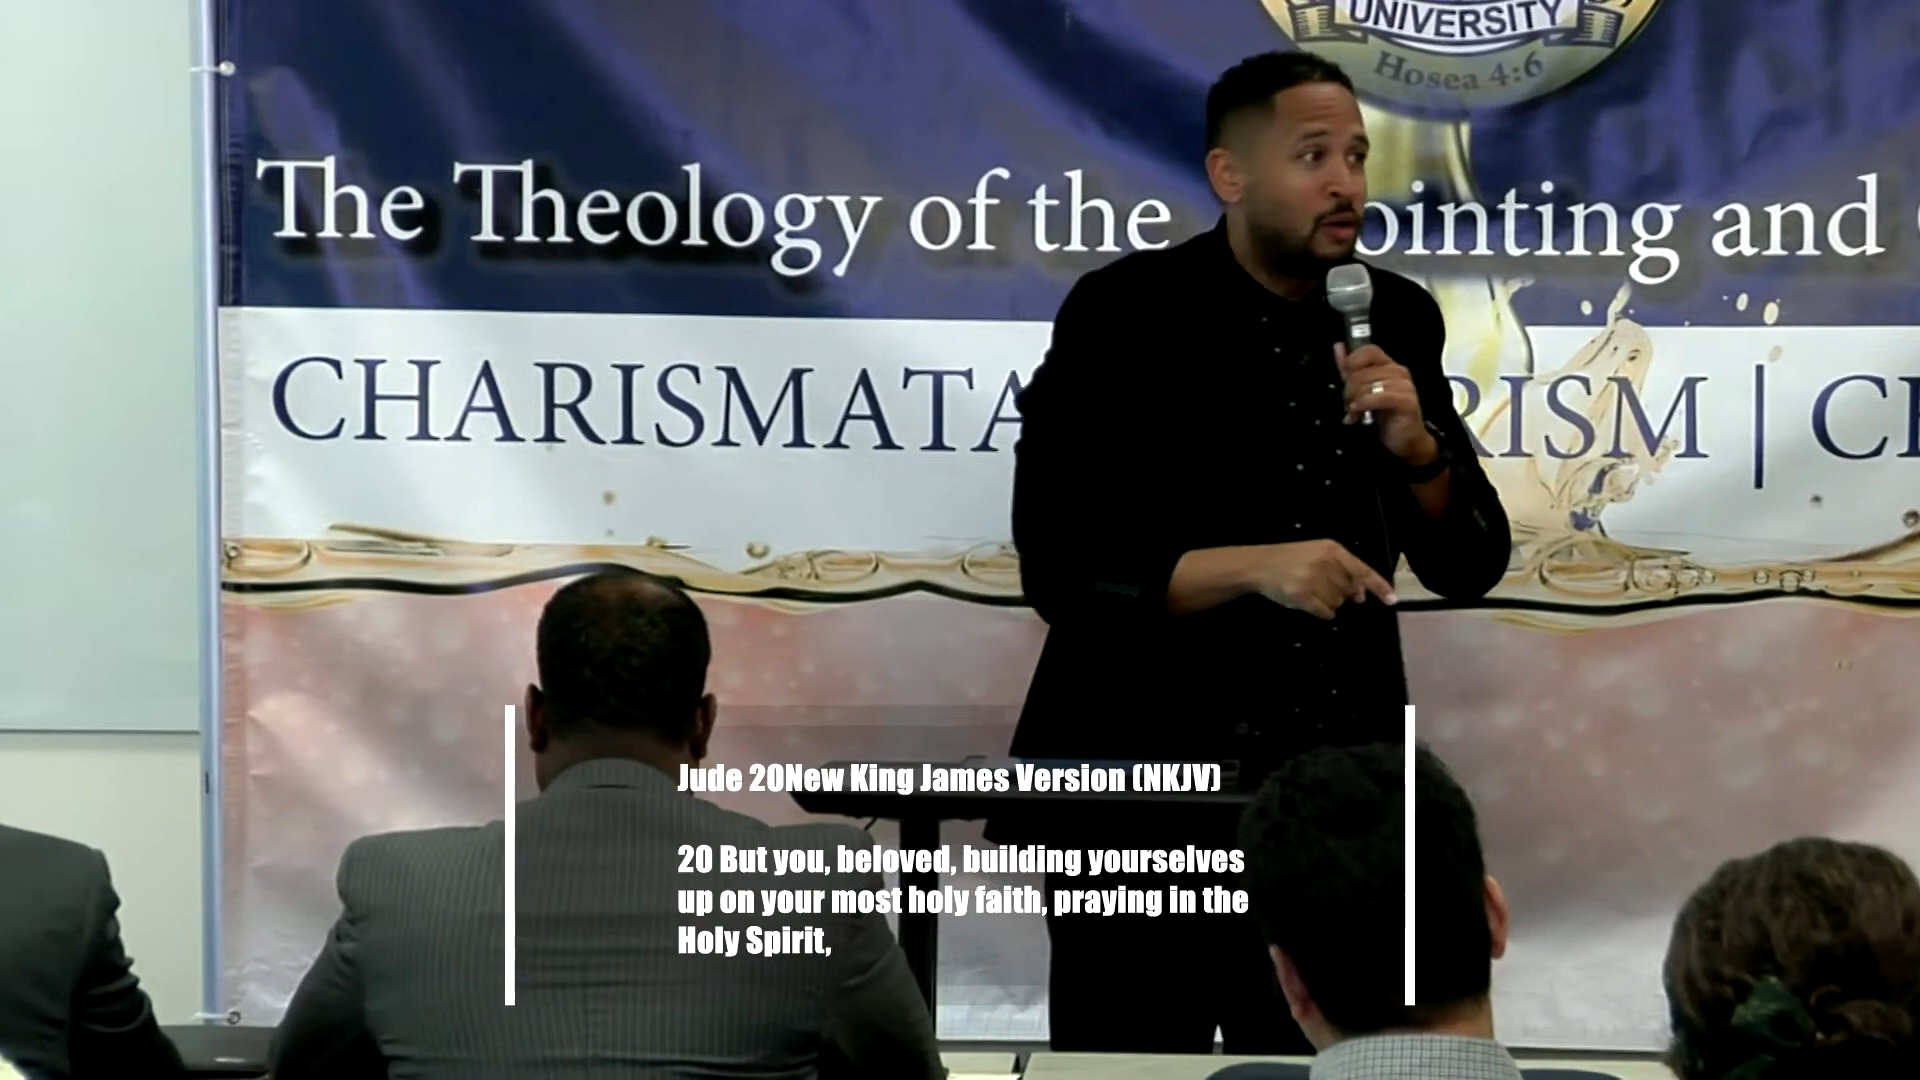 UNIVERSITY
Hosea 4:6
The Theology of the ointing and
CHARISMATA RISM | C
Jude 20New King James Version (NKJV)
20 But you, beloved, building yourselves
up on your most holy faith, praying in the
Holy Spirit,